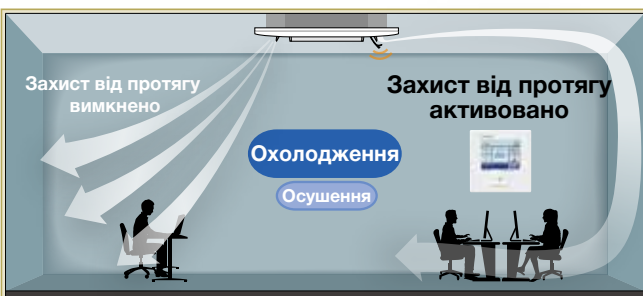 Захист від протягу
вимкнено
Захист від протягу
активовано
Охолодження
Осушення